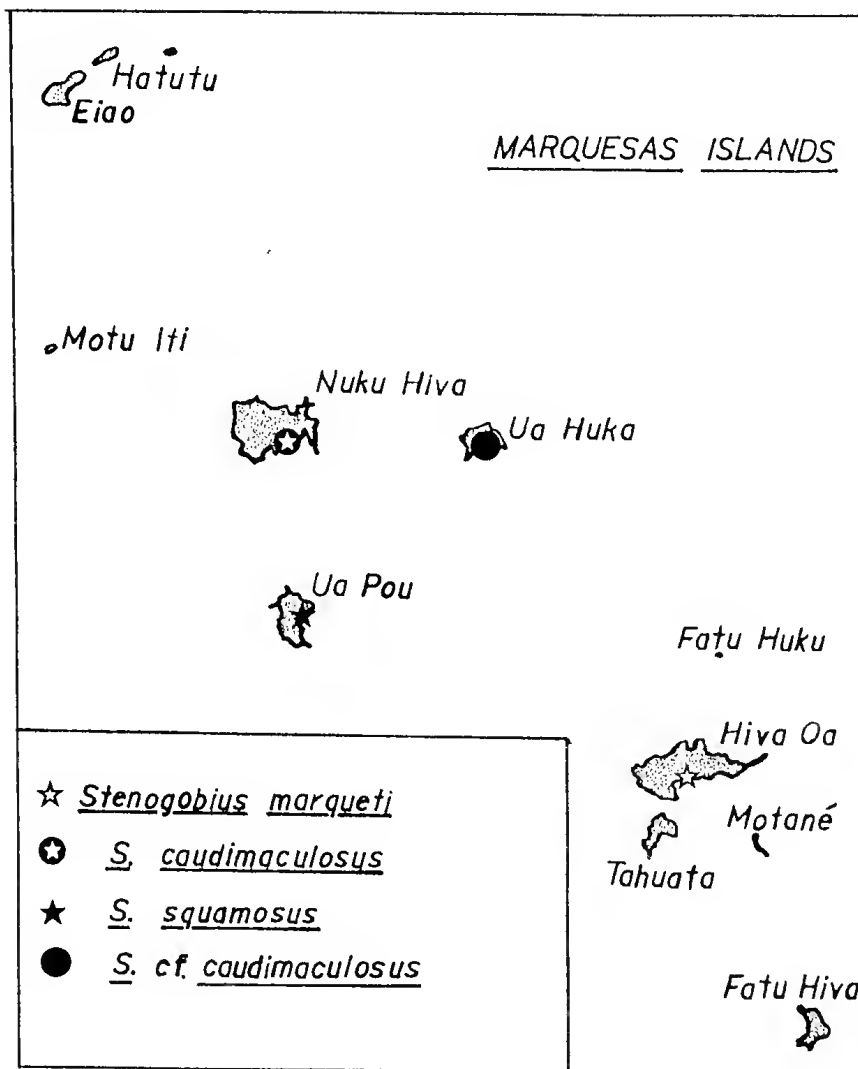 Hatutu
Eiao
MARQUESAS ISLANDS
Motu Iti
Nuku Hiva
Ua Huka
Ua Pou
Fatu Huku
Hiva Oa
Motané
Tahuata
Fatu Hiva
Stenogobius marqueti
S. caudimaculosus
S. squamosus
S. cf. caudimaculosus